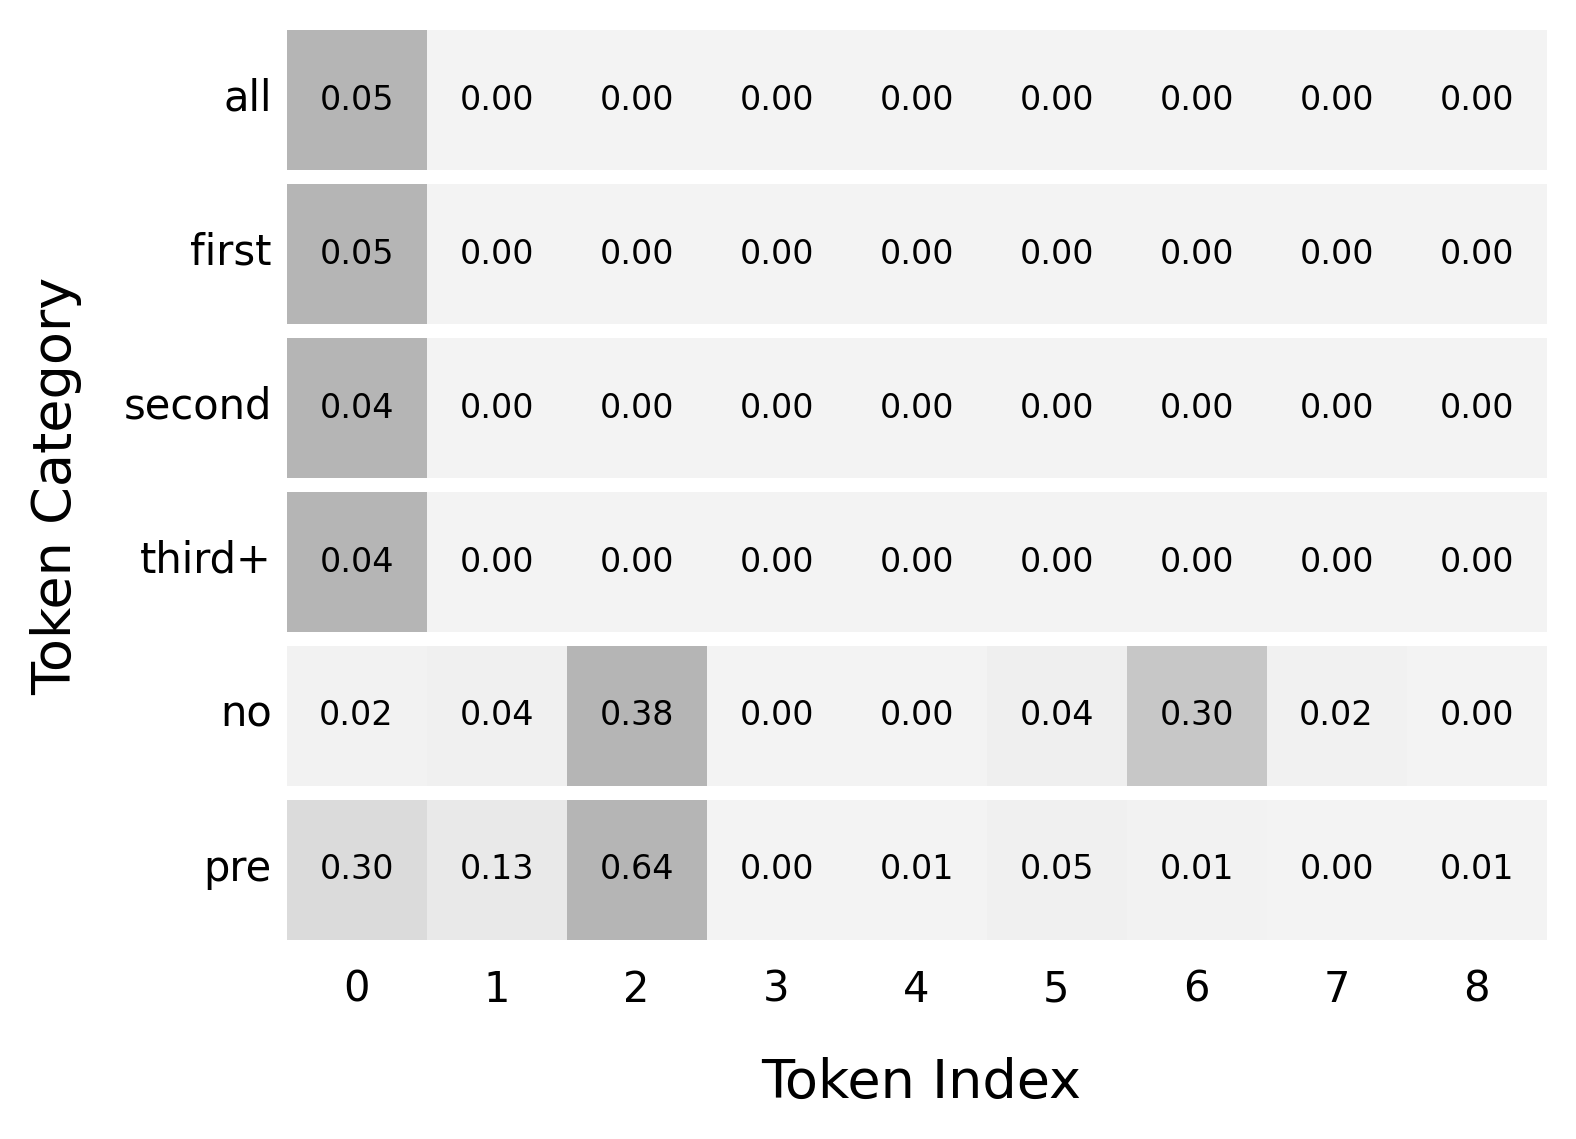 all 0.05 0.00 0.00 0.00 0.00 0.00 0.00 0.00 0.00
first 0.05 0.00 0.00 0.00 0.00 0.00 0.00 0.00 0.00
second 0.04 0.00 0.00 0.00 0.00 0.00 0.00 0.00 0.00
third+ 0.04 0.00 0.00 0.00 0.00 0.00 0.00 0.00 0.00
no 0.02 0.04 0.38 0.00 0.00 0.04 0.30 0.02 0.00
pre 0.30 0.13 0.64 0.00 0.01 0.05 0.01 0.00 0.01
0 1 2 3 4 5 6 7 8
Token Index
Token Category